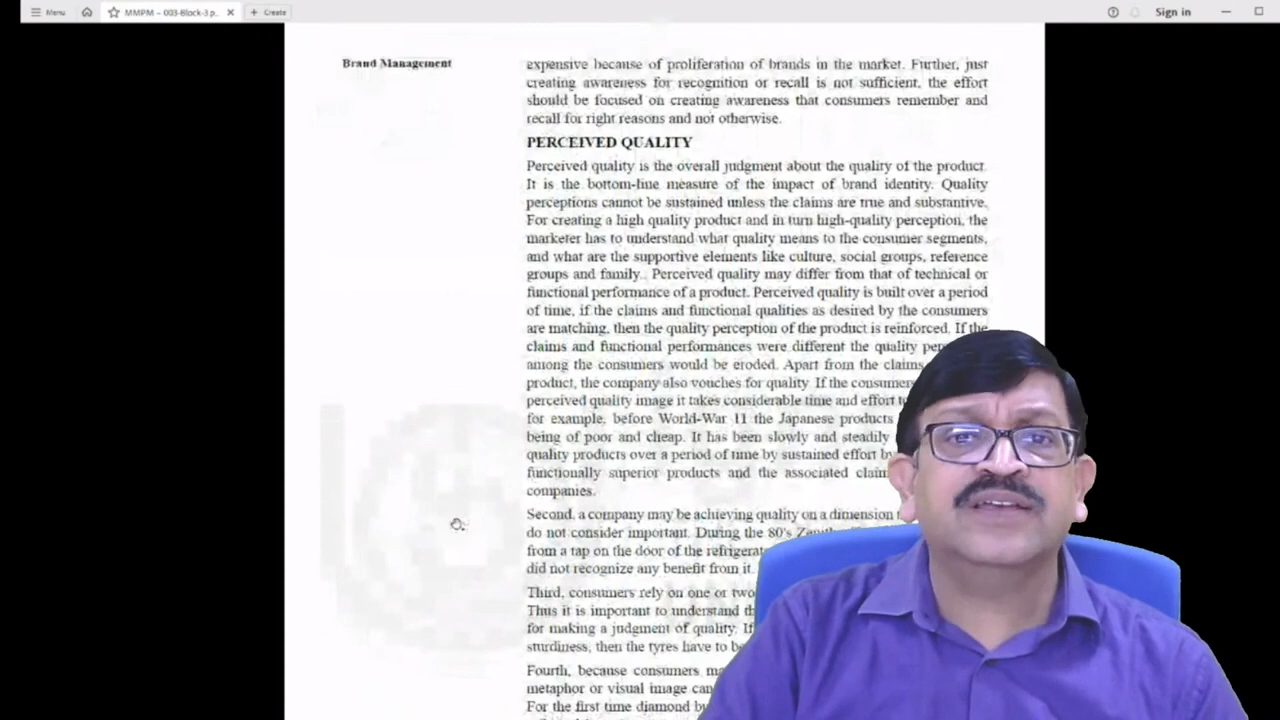 Menu
MMPM – 003-Block-3.p..
Create
Sign in
Brand Management
expensive because of proliferation of brands in the market. Further, just
creating awareness for recognition or recall is not sufficient, the effort
should be focused on creating awareness that consumers remember and
recall for right reasons and not otherwise.
PERCEIVED QUALITY
Perceived quality is the overall judgment about the quality of the product.
It is the bottom-line measure of the impact of brand identity. Quality
perceptions cannot be sustained unless the claims are true and substantive.
For creating a high quality product and in turn high-quality perception, the
marketer has to understand what quality means to the consumer segments,
and what are the supportive elements like culture, social groups, reference
groups and family. Perceived quality may differ from that of technical or
functional performance of a product. Perceived quality is built over a period
of time, if the claims and functional qualities as desired by the consumers
are matching, then the quality perception of the product is reinforced. If the
claims and functional performances were different the quality
among the consumers would be eroded. Apart from the claims
product, the company also vouches for quality. If the consumers
perceived quality image it takes considerable time and effort
for example, before World-War 11 the Japanese products
being of poor and cheap. It has been slowly and steadily
quality products over a period of time by sustained effort by
functionally superior products and the associated
companies.
Second, a company may be achieving quality on a dimension
do not consider important. During the 80's
from a tap on the door of the
did not recognize any benefit from it.
Third, consumers rely on one or two
Thus it is important to understand
for making a judgment of quality. If
sturdiness, then the tyres have to
Fourth, because consumers
metaphor or visual image can
For the first time diamond